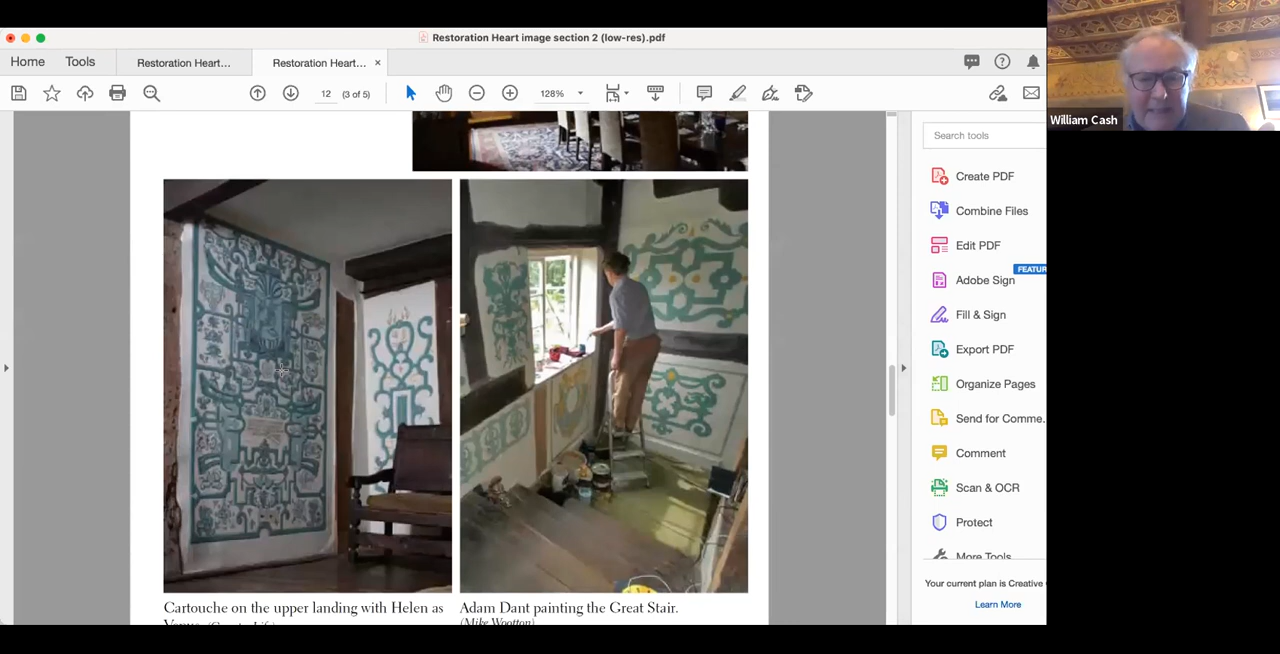 Restoration Heart image section 2 (low-res).pdf
Home
Tools
Restoration Heart...
Restoration Heart...
12
(3 of 5)
128%
William Cash
Search tools
Create PDF
Combine Files
Edit PDF
FEATUR
Adobe Sign
Fill & Sign
Export PDF
Organize Pages
Send for Comme...
Comment
Scan & OCR
Protect
More Tools
Your current plan is Creative
Learn More
Cartouche on the upper landing with Helen as
Adam Dant painting the Great Stair.
(Mike Wootton)